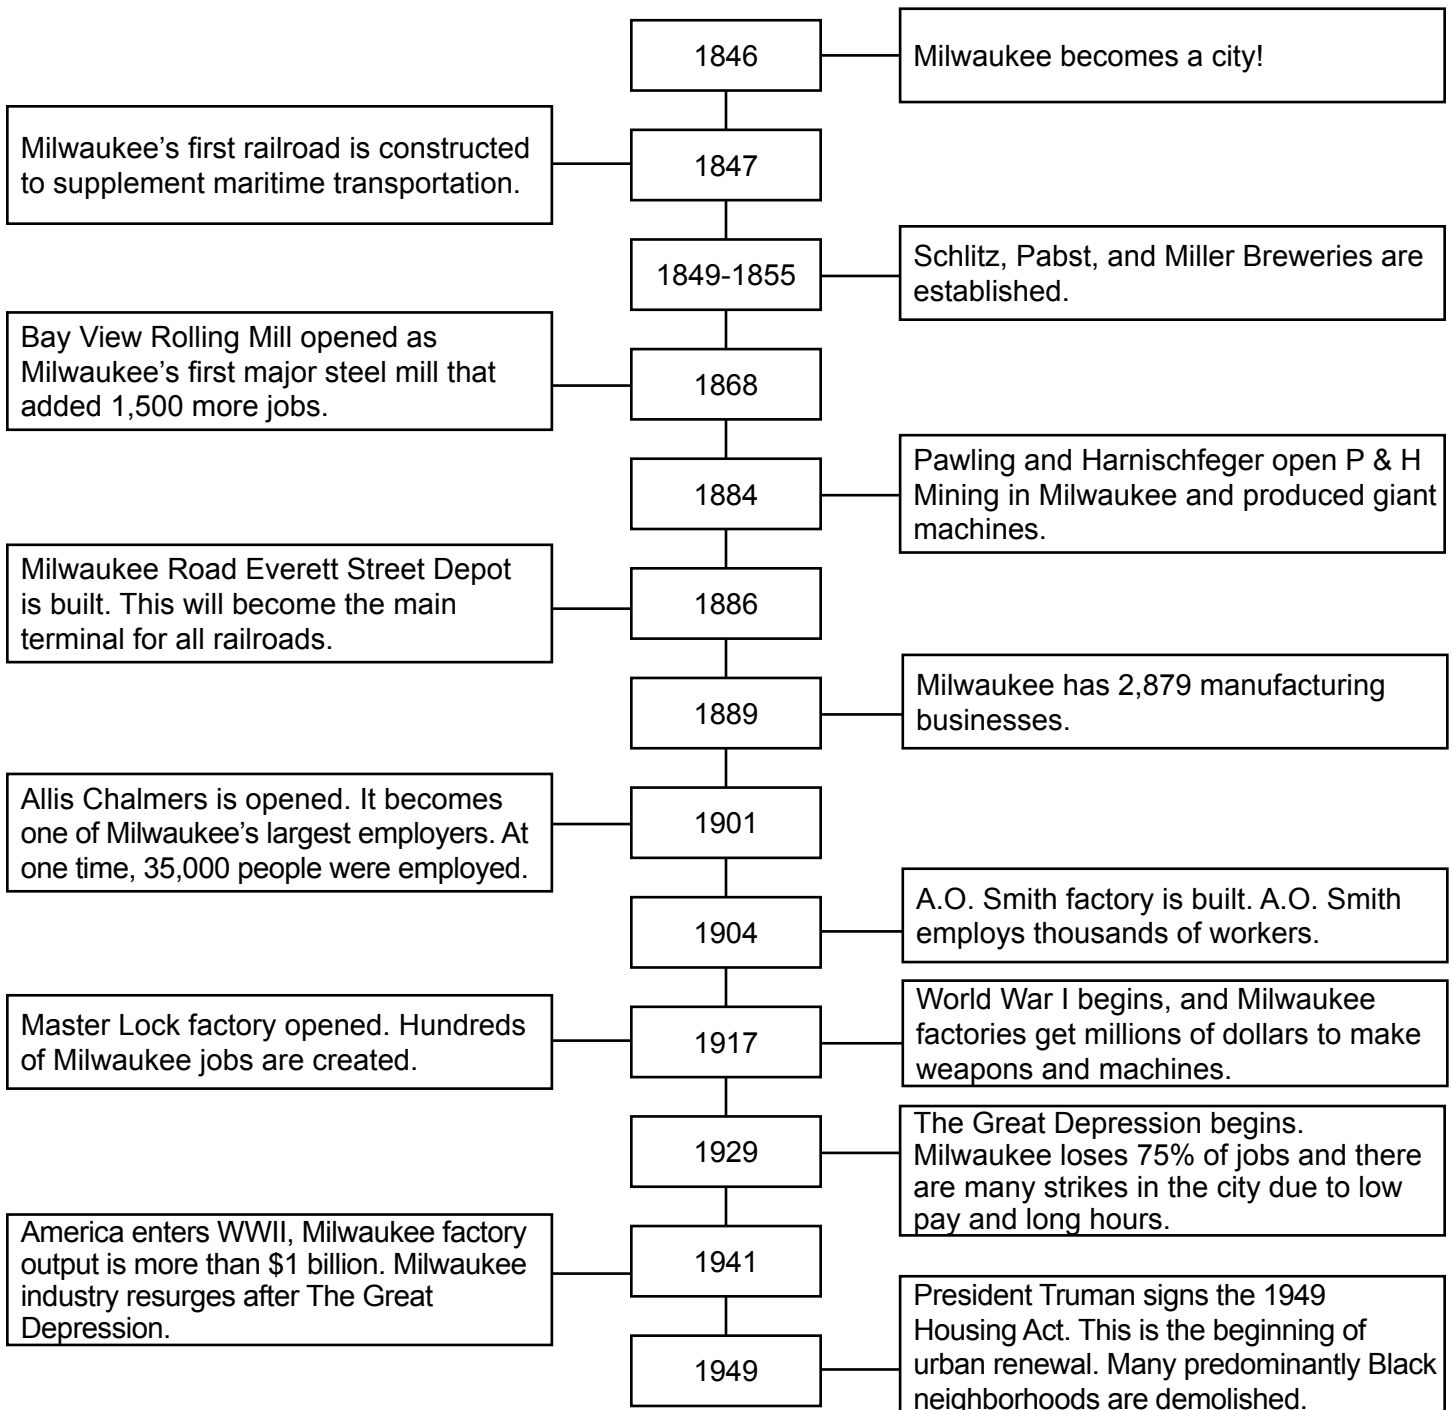 1846
Milwaukee becomes a city!
Milwaukee’s first railroad is constructed
to supplement maritime transportation.
1847
1849-1855
Schlitz, Pabst, and Miller Breweries are
established.
Bay View Rolling Mill opened as
Milwaukee’s first major steel mill that
added 1,500 more jobs.
1868
1884
Pawling and Harnischfeger open P & H
Mining in Milwaukee and produced giant
machines.
Milwaukee Road Everett Street Depot
is built. This will become the main
terminal for all railroads.
1886
1889
Milwaukee has 2,879 manufacturing
businesses.
Allis Chalmers is opened. It becomes
one of Milwaukee’s largest employers. At
one time, 35,000 people were employed.
1901
1904
A.O. Smith factory is built. A.O. Smith
employs thousands of workers.
Master Lock factory opened. Hundreds
of Milwaukee jobs are created.
1917
World War I begins, and Milwaukee
factories get millions of dollars to make
weapons and machines.
1929
The Great Depression begins.
Milwaukee loses 75% of jobs and there
are many strikes in the city due to low
pay and long hours.
America enters WWII, Milwaukee factory
output is more than $1 billion. Milwaukee
industry resurges after The Great
Depression.
1941
1949
President Truman signs the 1949
Housing Act. This is the beginning of
urban renewal. Many predominantly Black
neighborhoods are demolished.